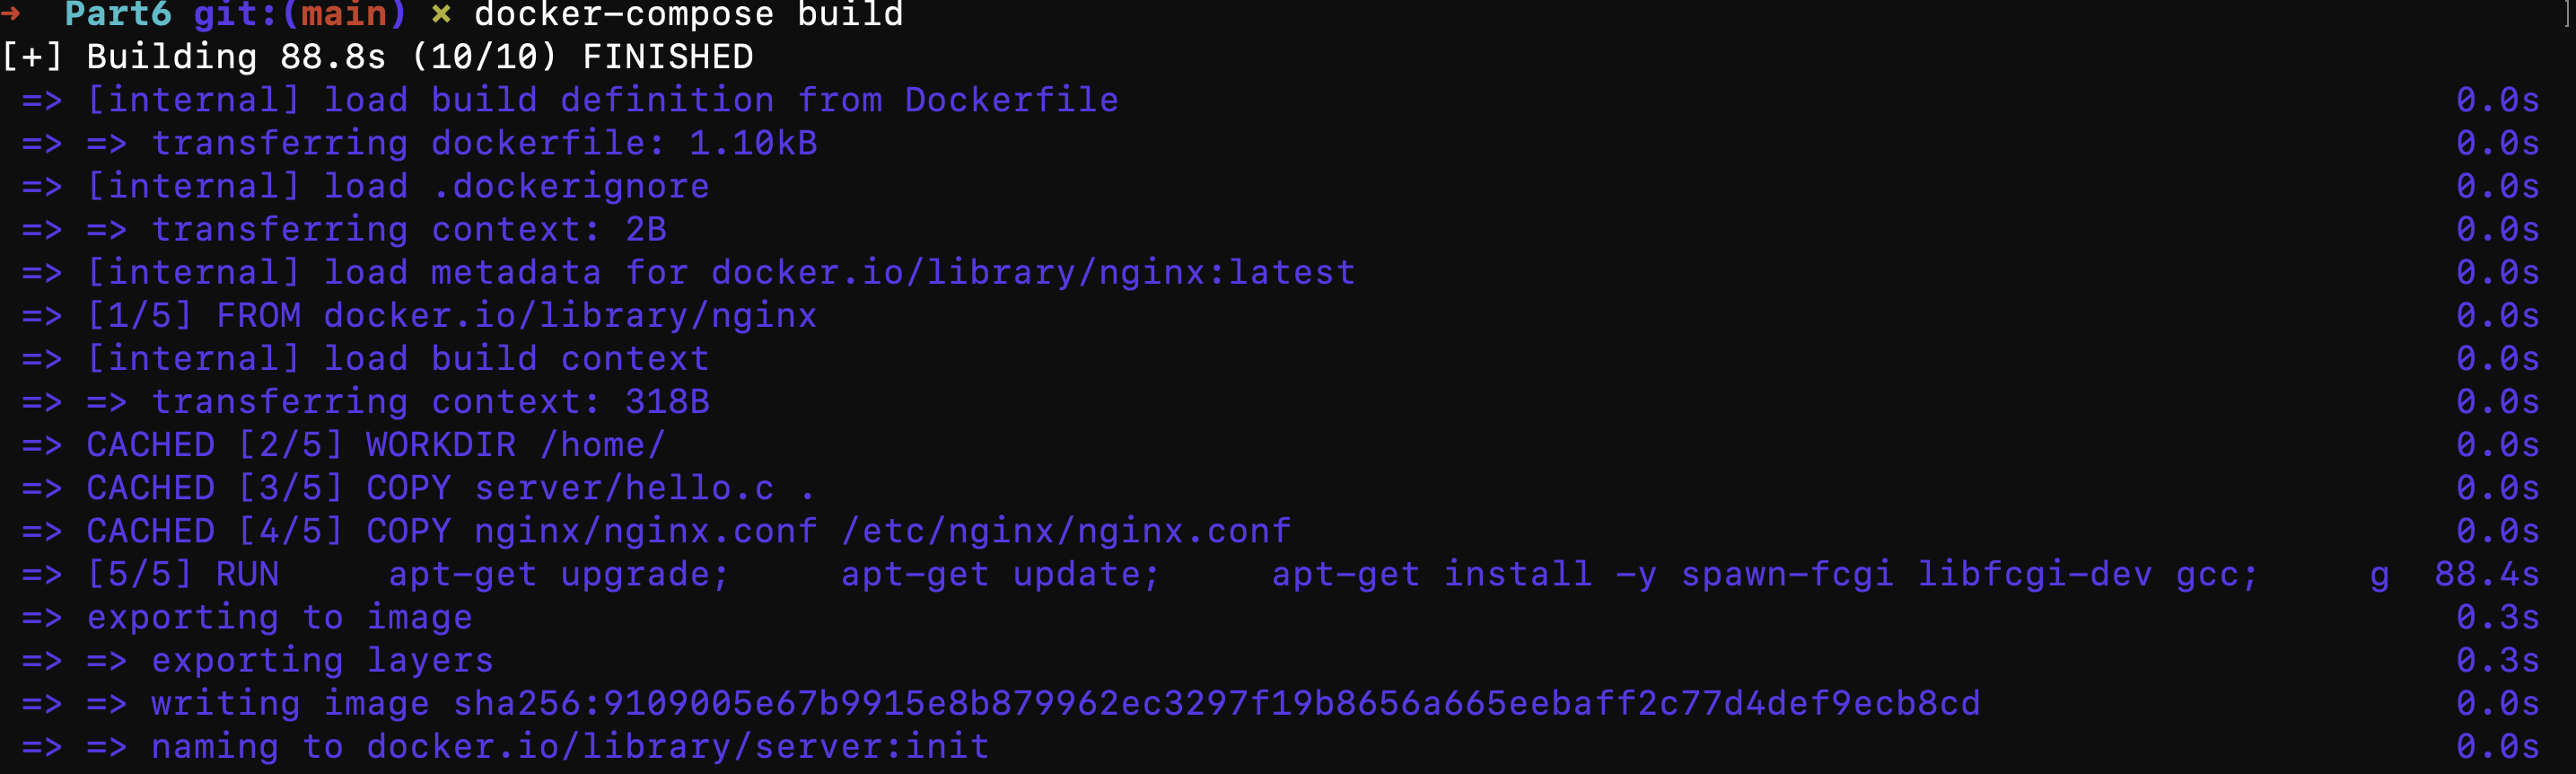 →  Part6 git:(main) ✗ docker-compose build
[+] Building 88.8s (10/10) FINISHED
=> [internal] load build definition from Dockerfile 0.0s
=> => transferring dockerfile: 1.10kB 0.0s
=> [internal] load .dockerignore 0.0s
=> => transferring context: 2B 0.0s
=> [internal] load metadata for docker.io/library/nginx:latest 0.0s
=> [1/5] FROM docker.io/library/nginx 0.0s
=> [internal] load build context 0.0s
=> => transferring context: 318B 0.0s
=> CACHED [2/5] WORKDIR /home/ 0.0s
=> CACHED [3/5] COPY server/hello.c . 0.0s
=> CACHED [4/5] COPY nginx/nginx.conf /etc/nginx/nginx.conf 0.0s
=> [5/5] RUN     apt-get upgrade;     apt-get update;     apt-get install -y spawn-fcgi libfcgi-dev gcc;     g  88.4s
=> exporting to image 0.3s
=> => exporting layers 0.3s
=> => writing image sha256:9109005e67b9915e8b879962ec3297f19b8656a665eebaff2c77d4def9ecb8cd 0.0s
=> => naming to docker.io/library/server:init 0.0s